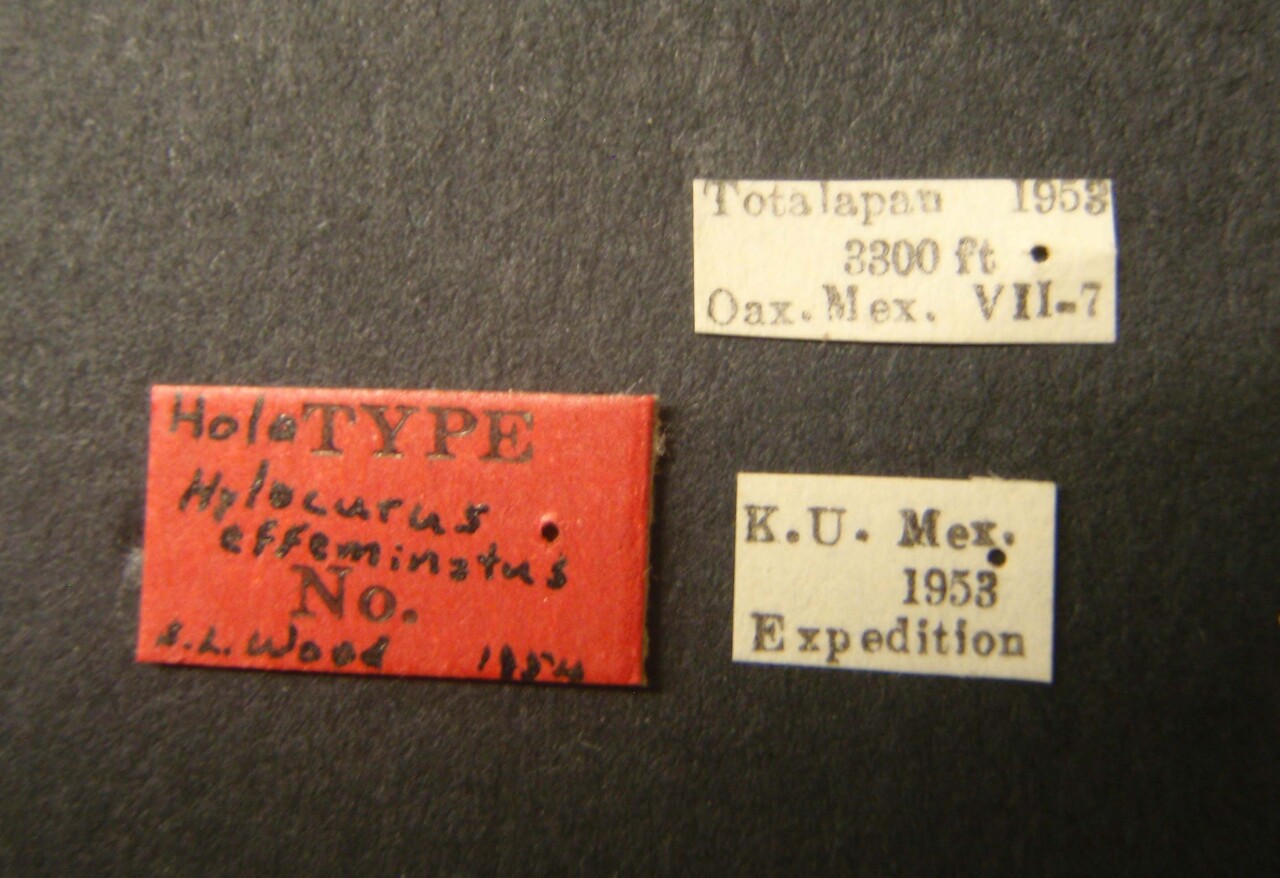 Totalapan 1953
3300 ft
Oax. Mex. VII-7
HoloTYPE
Hylocurus
effeminatus
No.
S.L. Wood 1954
K.U. Mex.
1953
Expedition